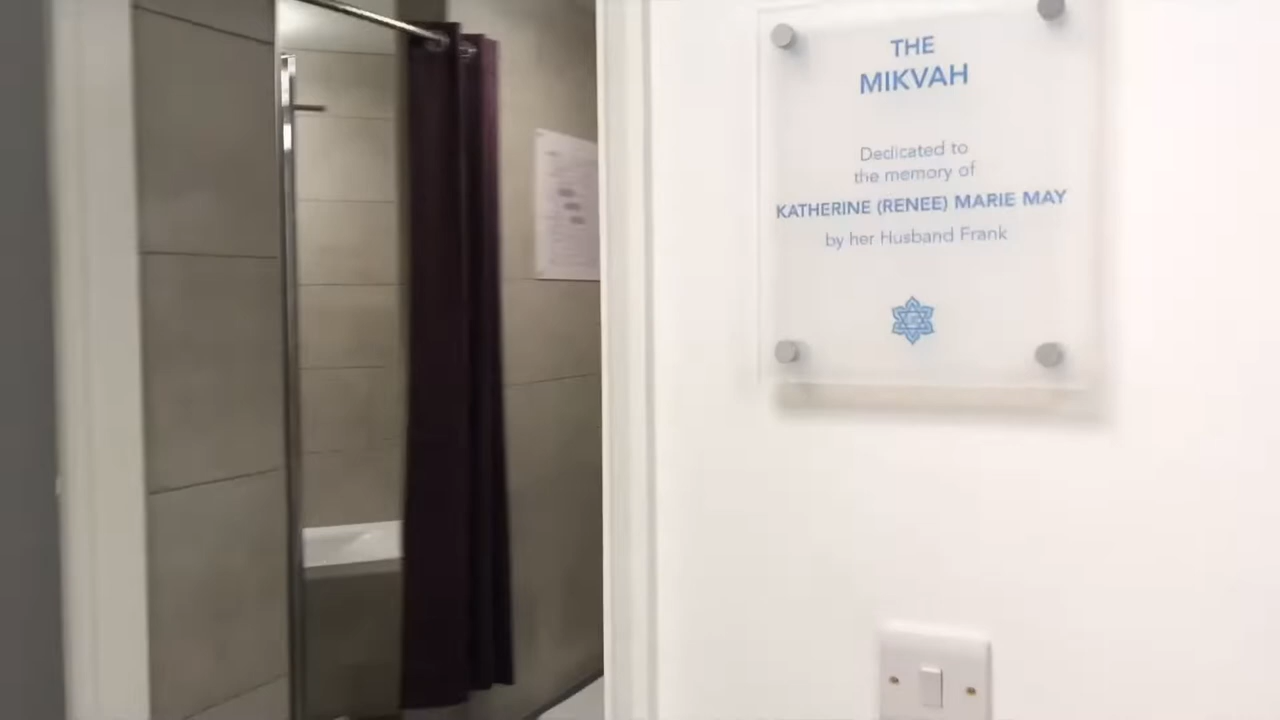 THE
MIKVAH
Dedicated to
the memory of
KATHERINE (RENEE) MARIE MAY
by her Husband Frank